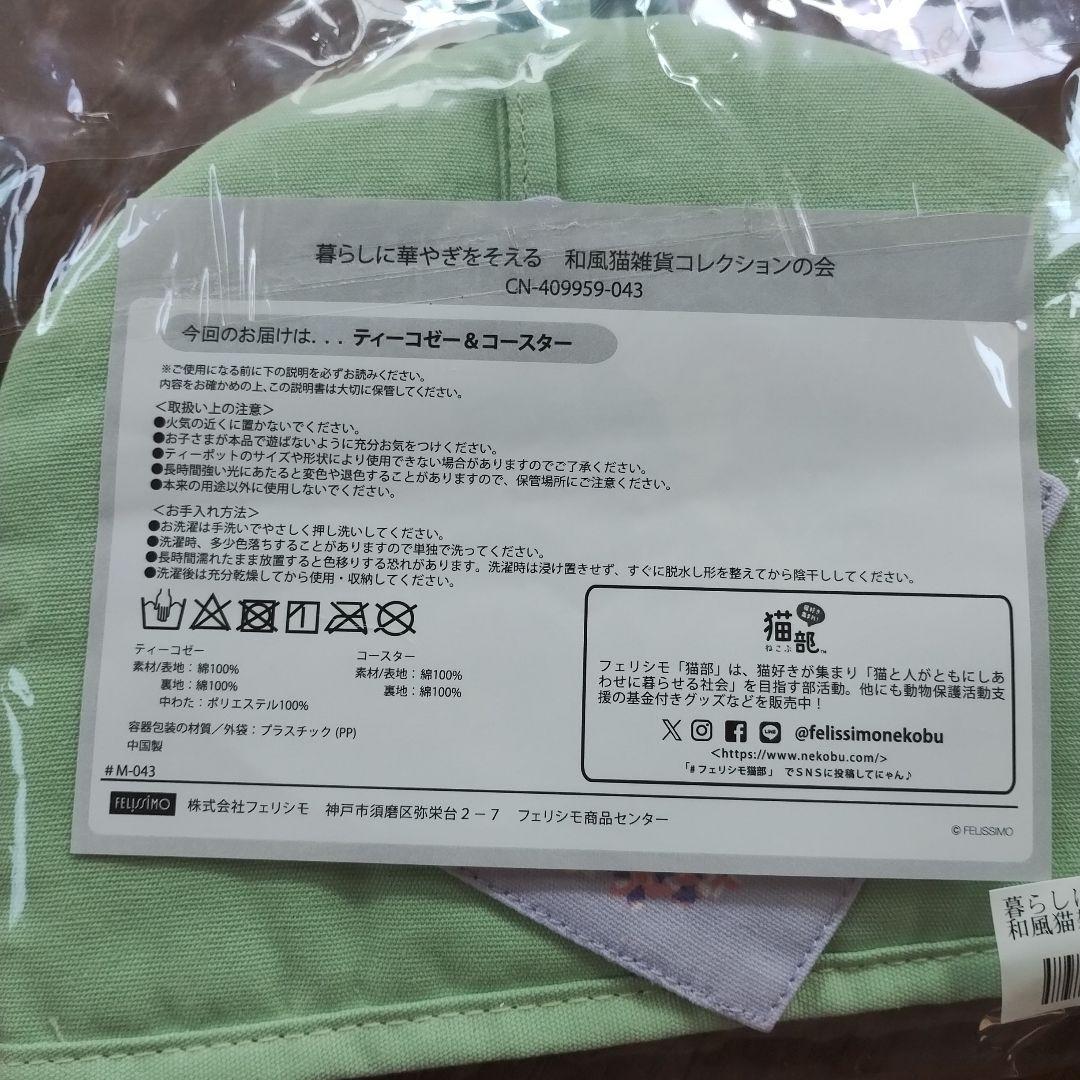 暮らしに華やぎをそえる　和風猫雑貨コレクションの会
CN-409959-043
今回のお届けは... ティーコゼー＆コースター
※ご使用になる前に下の説明を必ずお読みください。
内容をお確かめの上、この説明書は大切に保管してください。
＜取扱い上の注意＞
●火気の近くに置かないでください。
●お子さまが本品で遊ばないように充分お気をつけください。
●ティーポットのサイズや形状により使用できない場合がありますのでご了承ください。
●長時間強い光にあたると変色や退色することがありますので、保管場所にご注意ください。
●本来の用途以外に使用しないでください。
＜お手入れ方法＞
●お洗濯は手洗いでやさしく押し洗いしてください。
●洗濯時、多少色落ちすることがありますので単独で洗ってください。
●長時間濡れたまま放置すると色移りする恐れがあります。洗濯時は浸け置きせず、すぐに脱水し形を整えてから陰干ししてください。
●洗濯後は充分乾燥してから使用・収納してください。
ティーコゼー
素材/表地：綿100%
裏地：綿100%
中わた：ポリエステル100%
コースター
素材/表地：綿100%
裏地：綿100%
容器包装の材質／外袋：プラスチック (PP)
中国製
#M-043
猫部
猫好き
集まれ!
ねこぶ
TM
フェリシモ「猫部」は、猫好きが集まり「猫と人がともにしあ
わせに暮らせる社会」を目指す部活動。他にも動物保護活動支
援の基金付きグッズなどを販売中！
LINE
@felissimonekobu
<https://www.nekobu.com/>
「#フェリシモ猫部」 でSNSに投稿してにゃん♪
FELISSIMO 株式会社フェリシモ　神戸市須磨区弥栄台２－７　フェリシモ商品センター
© FELISSIMO
暮らし
和風猫